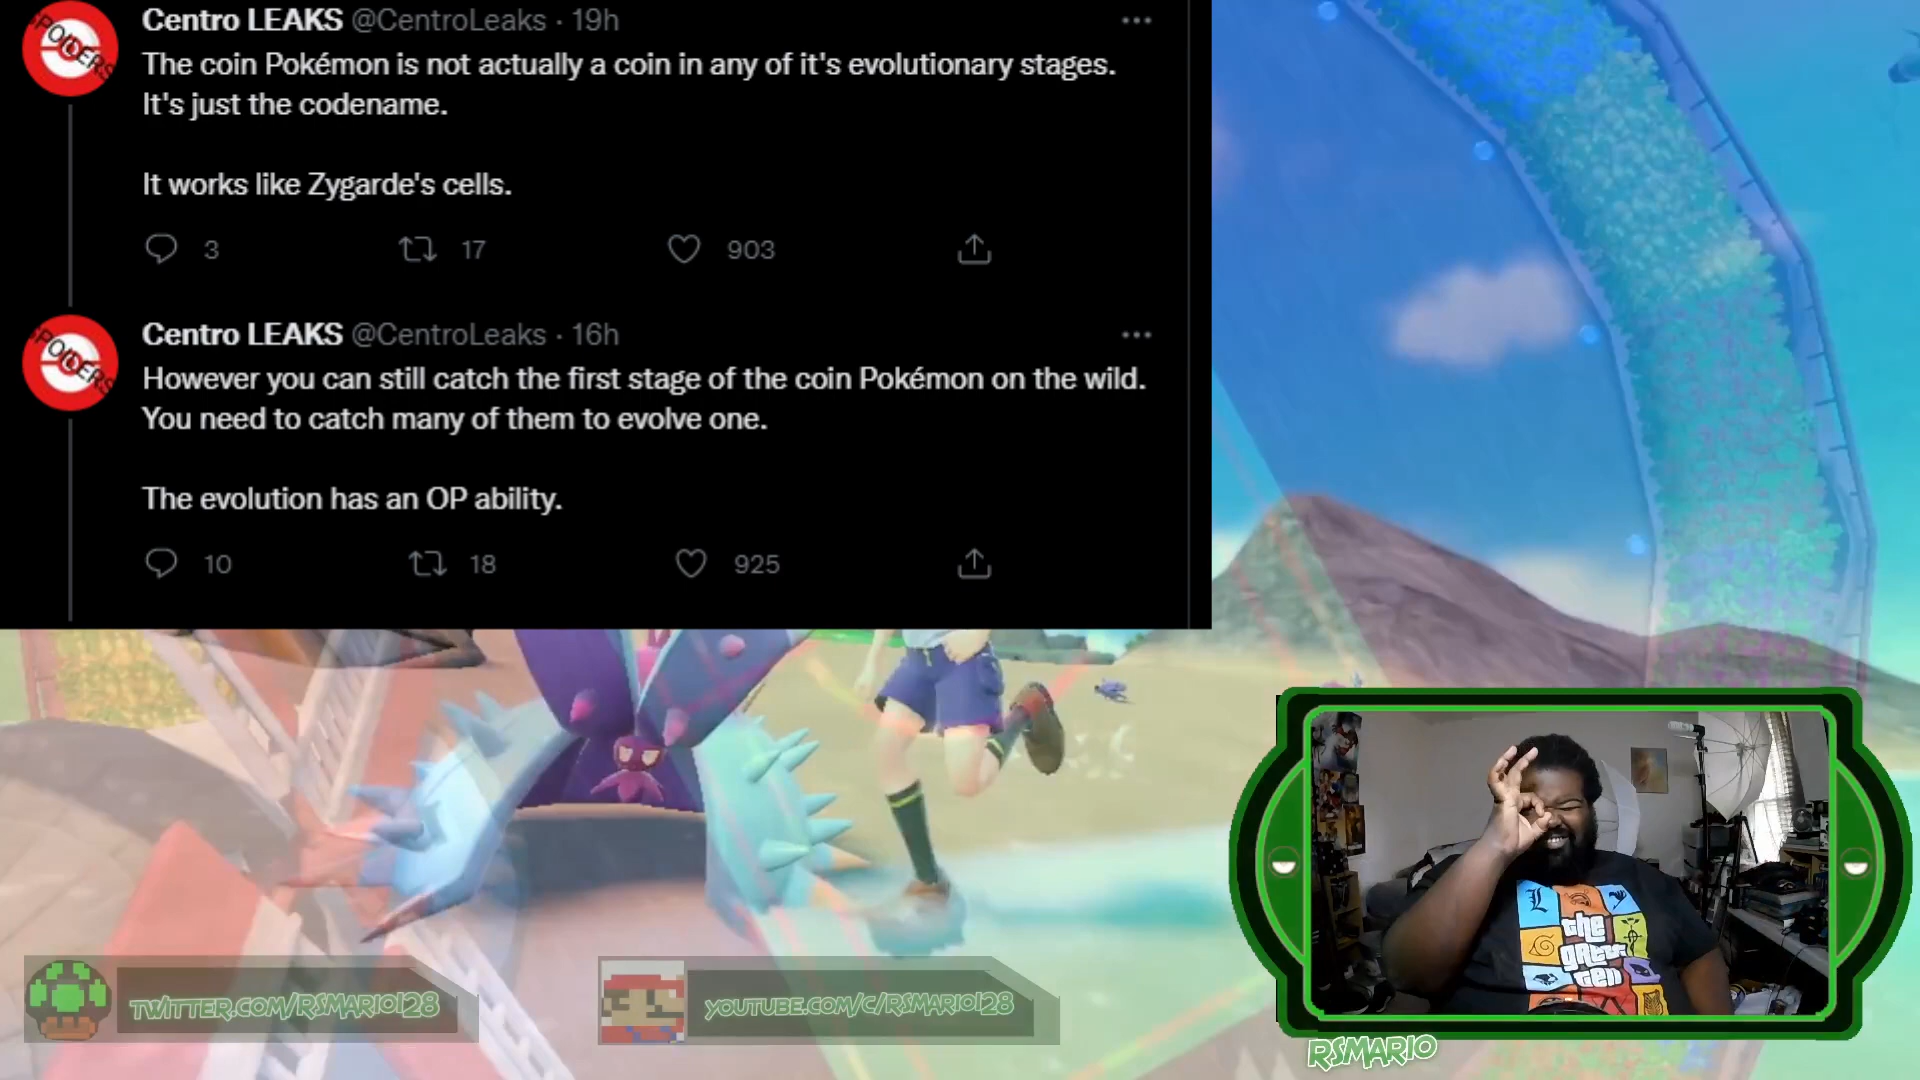 Centro LEAKS @CentroLeaks · 19h
The coin Pokémon is not actually a coin in any of it's evolutionary stages.
It's just the codename.
It works like Zygarde's cells.
3 17 903
Centro LEAKS @CentroLeaks · 16h
However you can still catch the first stage of the coin Pokémon on the wild.
You need to catch many of them to evolve one.
The evolution has an OP ability.
10 18 925
the
great
ten
TWITTER.COM/RSMARIO128
YOUTUBE.COM/C/RSMARIO128
RSMARIO